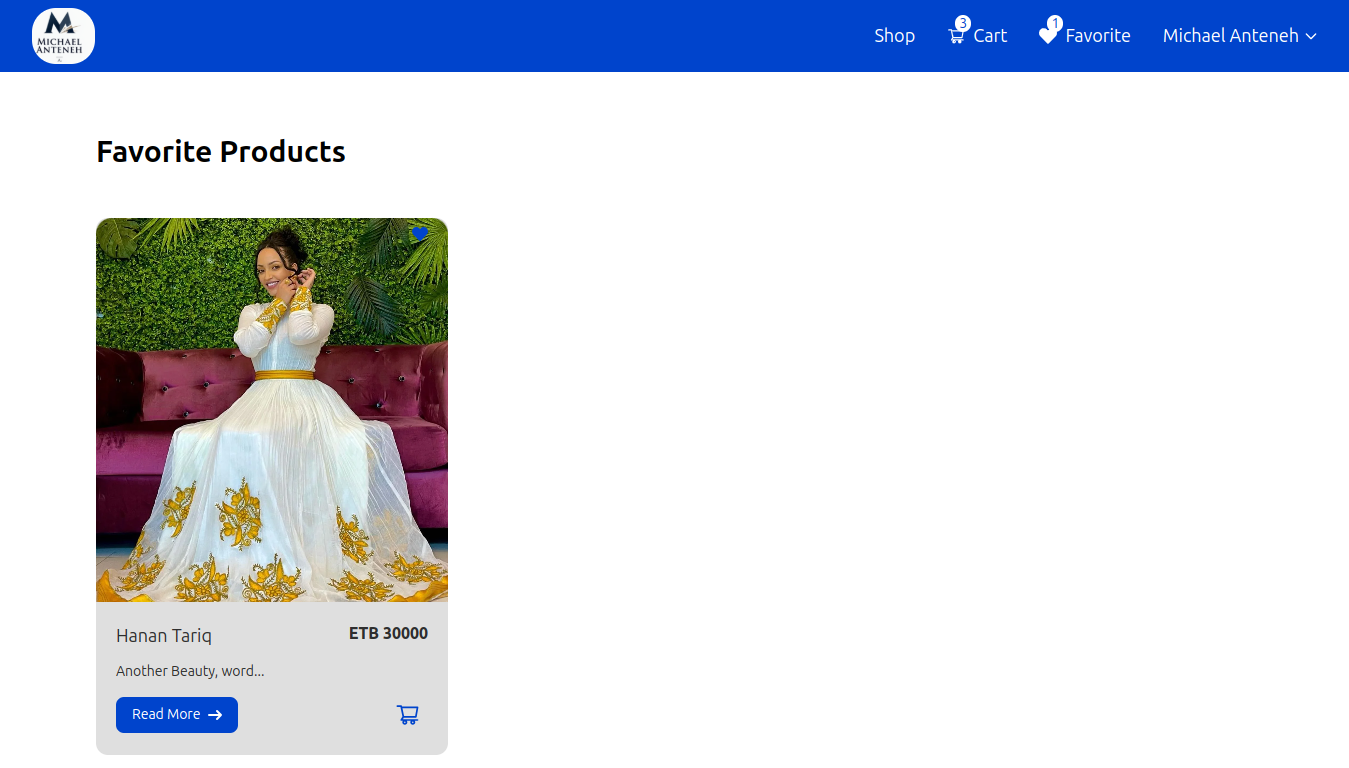 MICHAEL
ANTENEH
Shop
3
Cart
1
Favorite
Michael Anteneh
Favorite Products
Hanan Tariq
ETB 30000
Another Beauty, word...
Read More